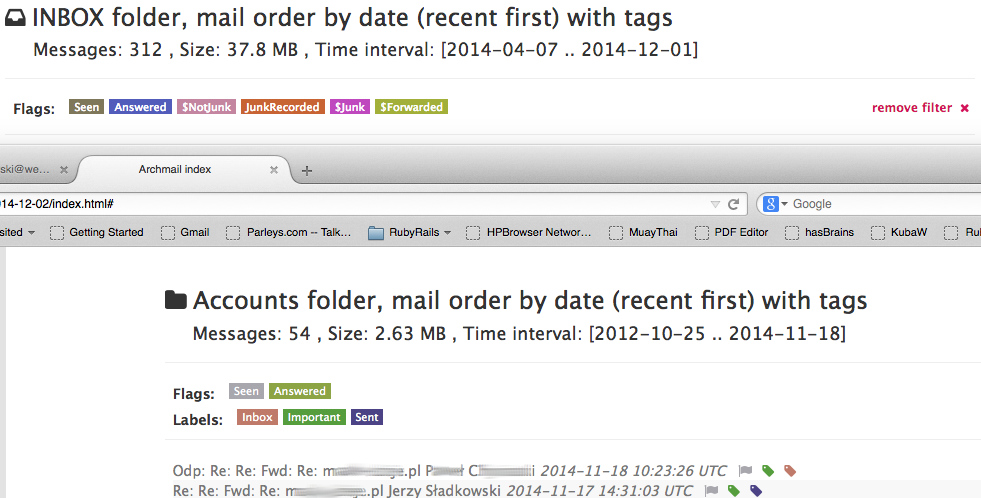 INBOX folder, mail order by date (recent first) with tags
Messages: 312 , Size: 37.8 MB , Time interval: [2014-04-07 .. 2014-12-01]
Flags: Seen Answered $NotJunk JunkRecorded $Junk $Forwarded remove filter ×
ski@we... × Archmail index × +
14-12-02/index.html# Google
sited Getting Started Gmail Parleys.com -- Talk... RubyRails HPBrowser Networ... MuayThai PDF Editor hasBrains KubaW Rul
Accounts folder, mail order by date (recent first) with tags
Messages: 54 , Size: 2.63 MB , Time interval: [2012-10-25 .. 2014-11-18]
Flags: Seen Answered
Labels: Inbox Important Sent
Odp: Re: Re: Fwd: Re: .pl 2014-11-18 10:23:26 UTC
Re: Re: Fwd: Re: .pl Jerzy Sładkowski 2014-11-17 14:31:03 UTC